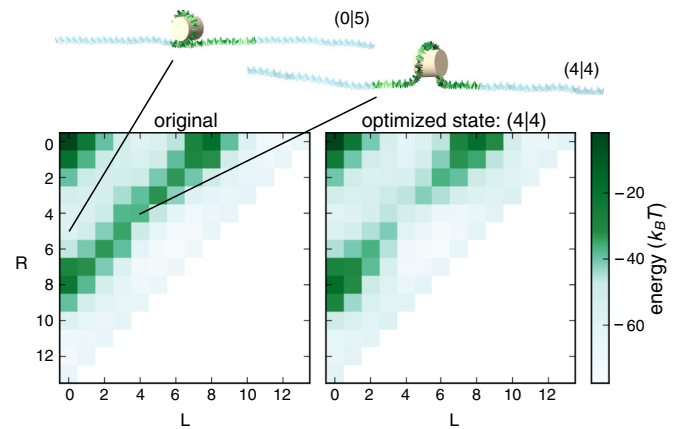 (0|5)
(4|4)
original
optimized state: (4|4)
R
0
2
4
6
8
10
12
0 2 4 6 8 10 12
L
0 2 4 6 8 10 12
L
−20
−40
−60
energy (k_BT)